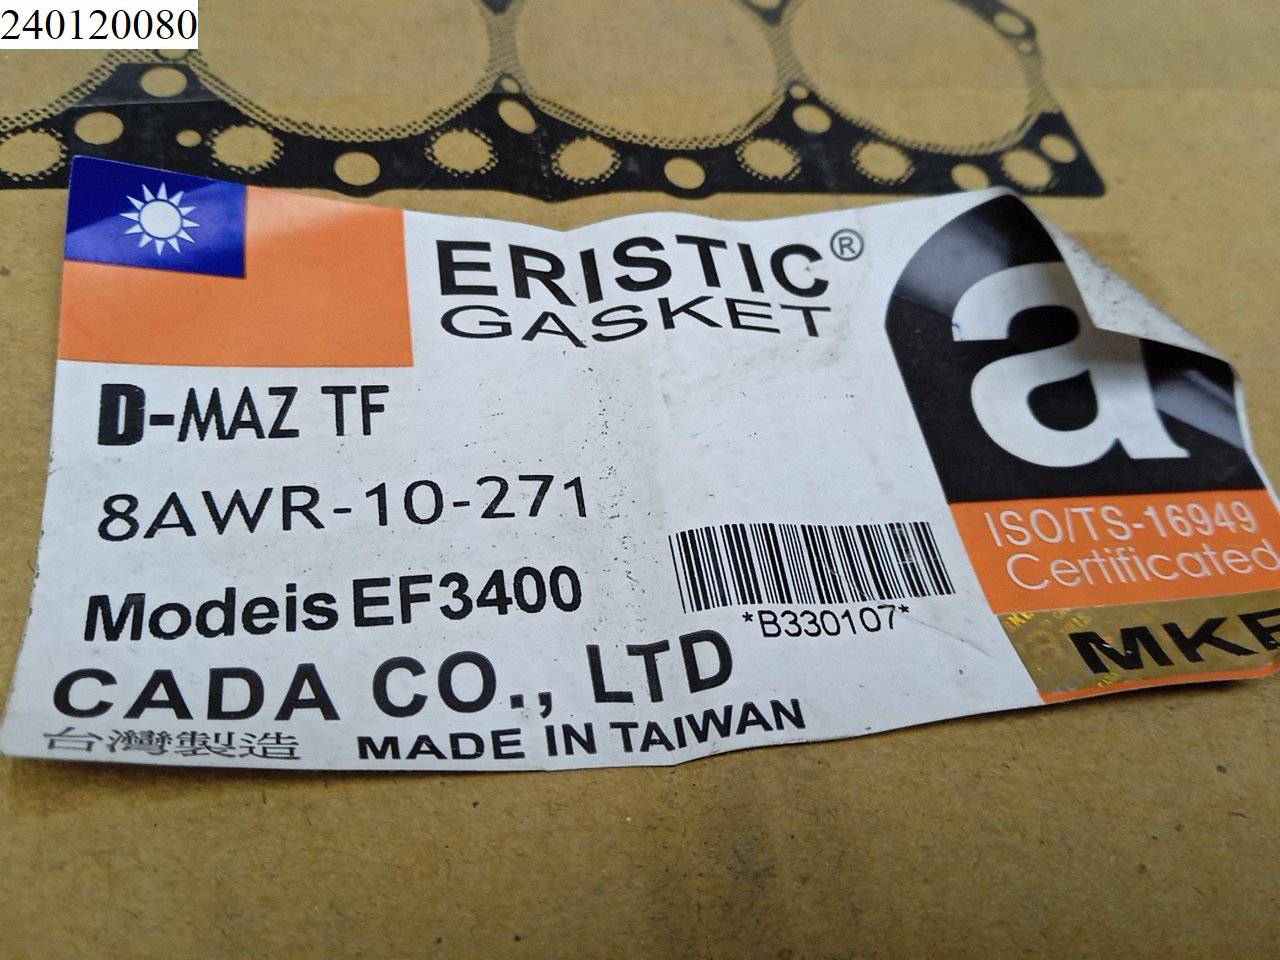 240120080
ERISTIC®
GASKET
a
D-MAZ TF
8AWR-10-271
Modeis EF3400
ISO/TS-16949
Certificated
*B330107*
CADA CO., LTD
台灣製造 MADE IN TAIWAN